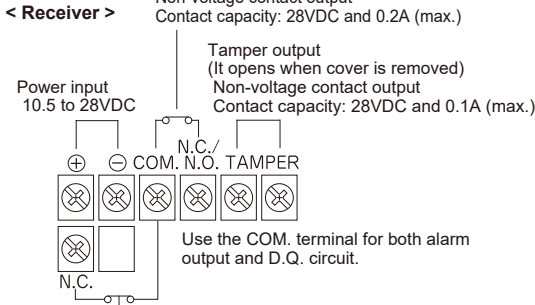 Non-voltage contact output
< Receiver >
Contact capacity: 28VDC and 0.2A (max.)
Tamper output
(It opens when cover is removed)
Non-voltage contact output
Contact capacity: 28VDC and 0.1A (max.)
Power input
10.5 to 28VDC
N.C./
+ − COM. N.O. TAMPER
Use the COM. terminal for both alarm
output and D.Q. circuit.
N.C.